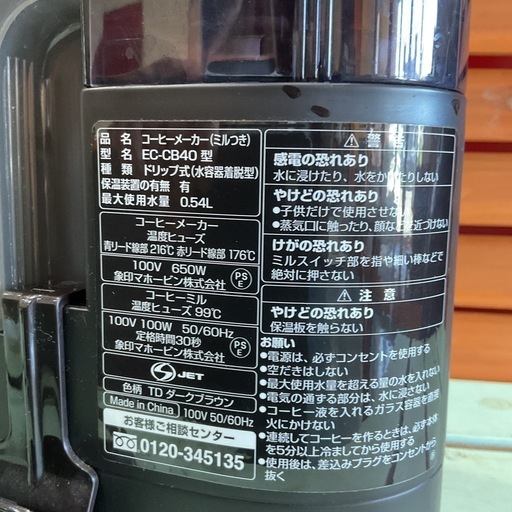 品名 コーヒーメーカー(ミルつき)
型名 EC-CB40 型
種類 ドリップ式(水容器着脱型)
保温装置の有無 有
最大使用水量 0.54L
コーヒーメーカー
温度ヒューズ
青リード線部 216℃ 赤リード線部 176℃
100V 650W
象印マホービン株式会社
PS
E
コーヒーミル
温度ヒューズ 99℃
100V 100W 50/60Hz
定格時間30秒
象印マホービン株式会社
PS
E
JET
色柄 TD ダークブラウン
Made in China 100V 50/60Hz
お客様ご相談センター
0120-345135
警告
感電の恐れあり
水に浸けたり、水をかけたりしない
やけどの恐れあり
●子供だけで使用させない
●蒸気口に触ったり、顔など近づけない
けがの恐れあり
ミルスイッチ部を指や細い棒などで
絶対に押さない
注意
やけどの恐れあり
保温板を触らない
お願い
●電源は、必ずコンセントを使用する
●空だきはしない
●最大使用水量を超える量の水を入れない
●電気の通する部分は、水に浸けない
●コーヒー液を入れるガラス容器を直接
火にかけない
●連続してコーヒーを作るときは、必ず本体
を5分以上冷ましてから使用する
●使用後は、差込みプラグをコンセントから
抜く